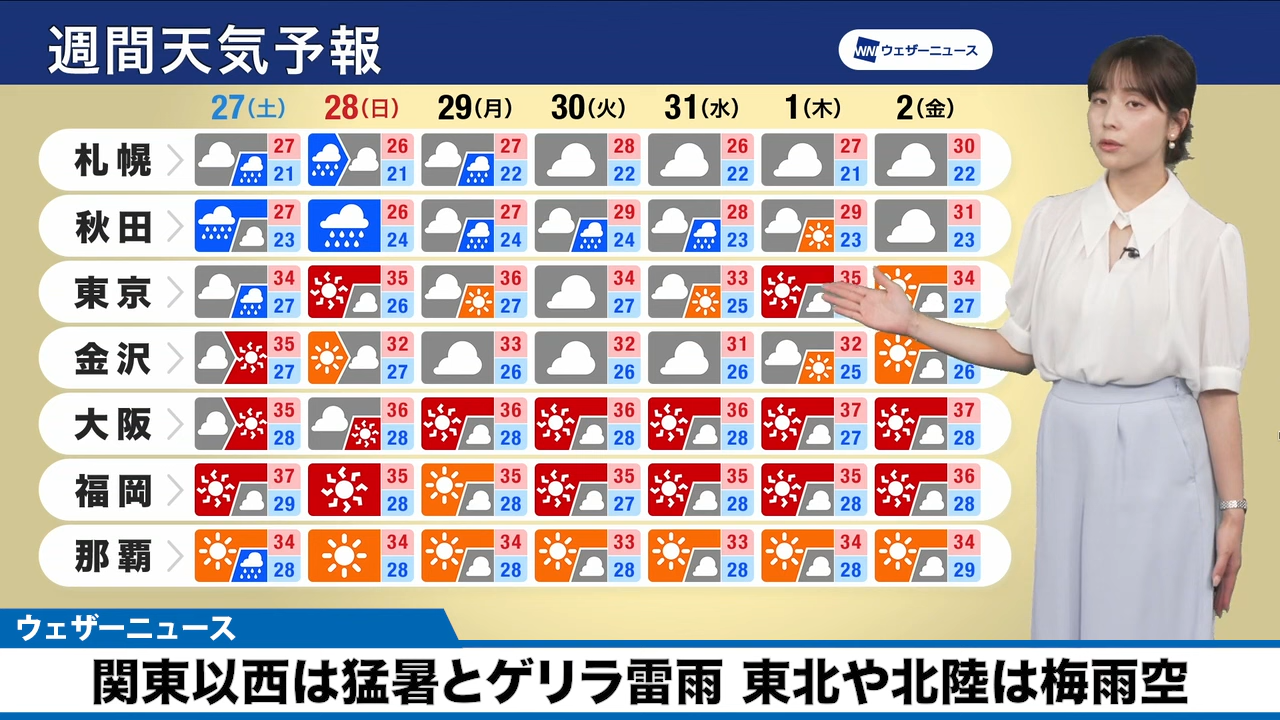 週間天気予報
WN ウェザーニュース
27(土) 28(日) 29(月) 30(火) 31(水) 1(木) 2(金)
札幌 27 21 26 21 27 22 28 22 26 22 27 21 30 22
秋田 27 23 26 24 27 24 29 24 28 23 29 23 31 23
東京 34 27 35 26 36 27 34 27 33 25 35 34 27
金沢 35 27 32 27 33 26 32 26 31 26 32 25 26
大阪 35 28 36 28 36 28 36 28 36 28 37 27 37 28
福岡 37 29 35 28 35 28 35 27 35 28 35 28 36 28
那覇 34 28 34 28 34 28 33 28 33 28 34 28 34 29
ウェザーニュース
関東以西は猛暑とゲリラ雷雨 東北や北陸は梅雨空